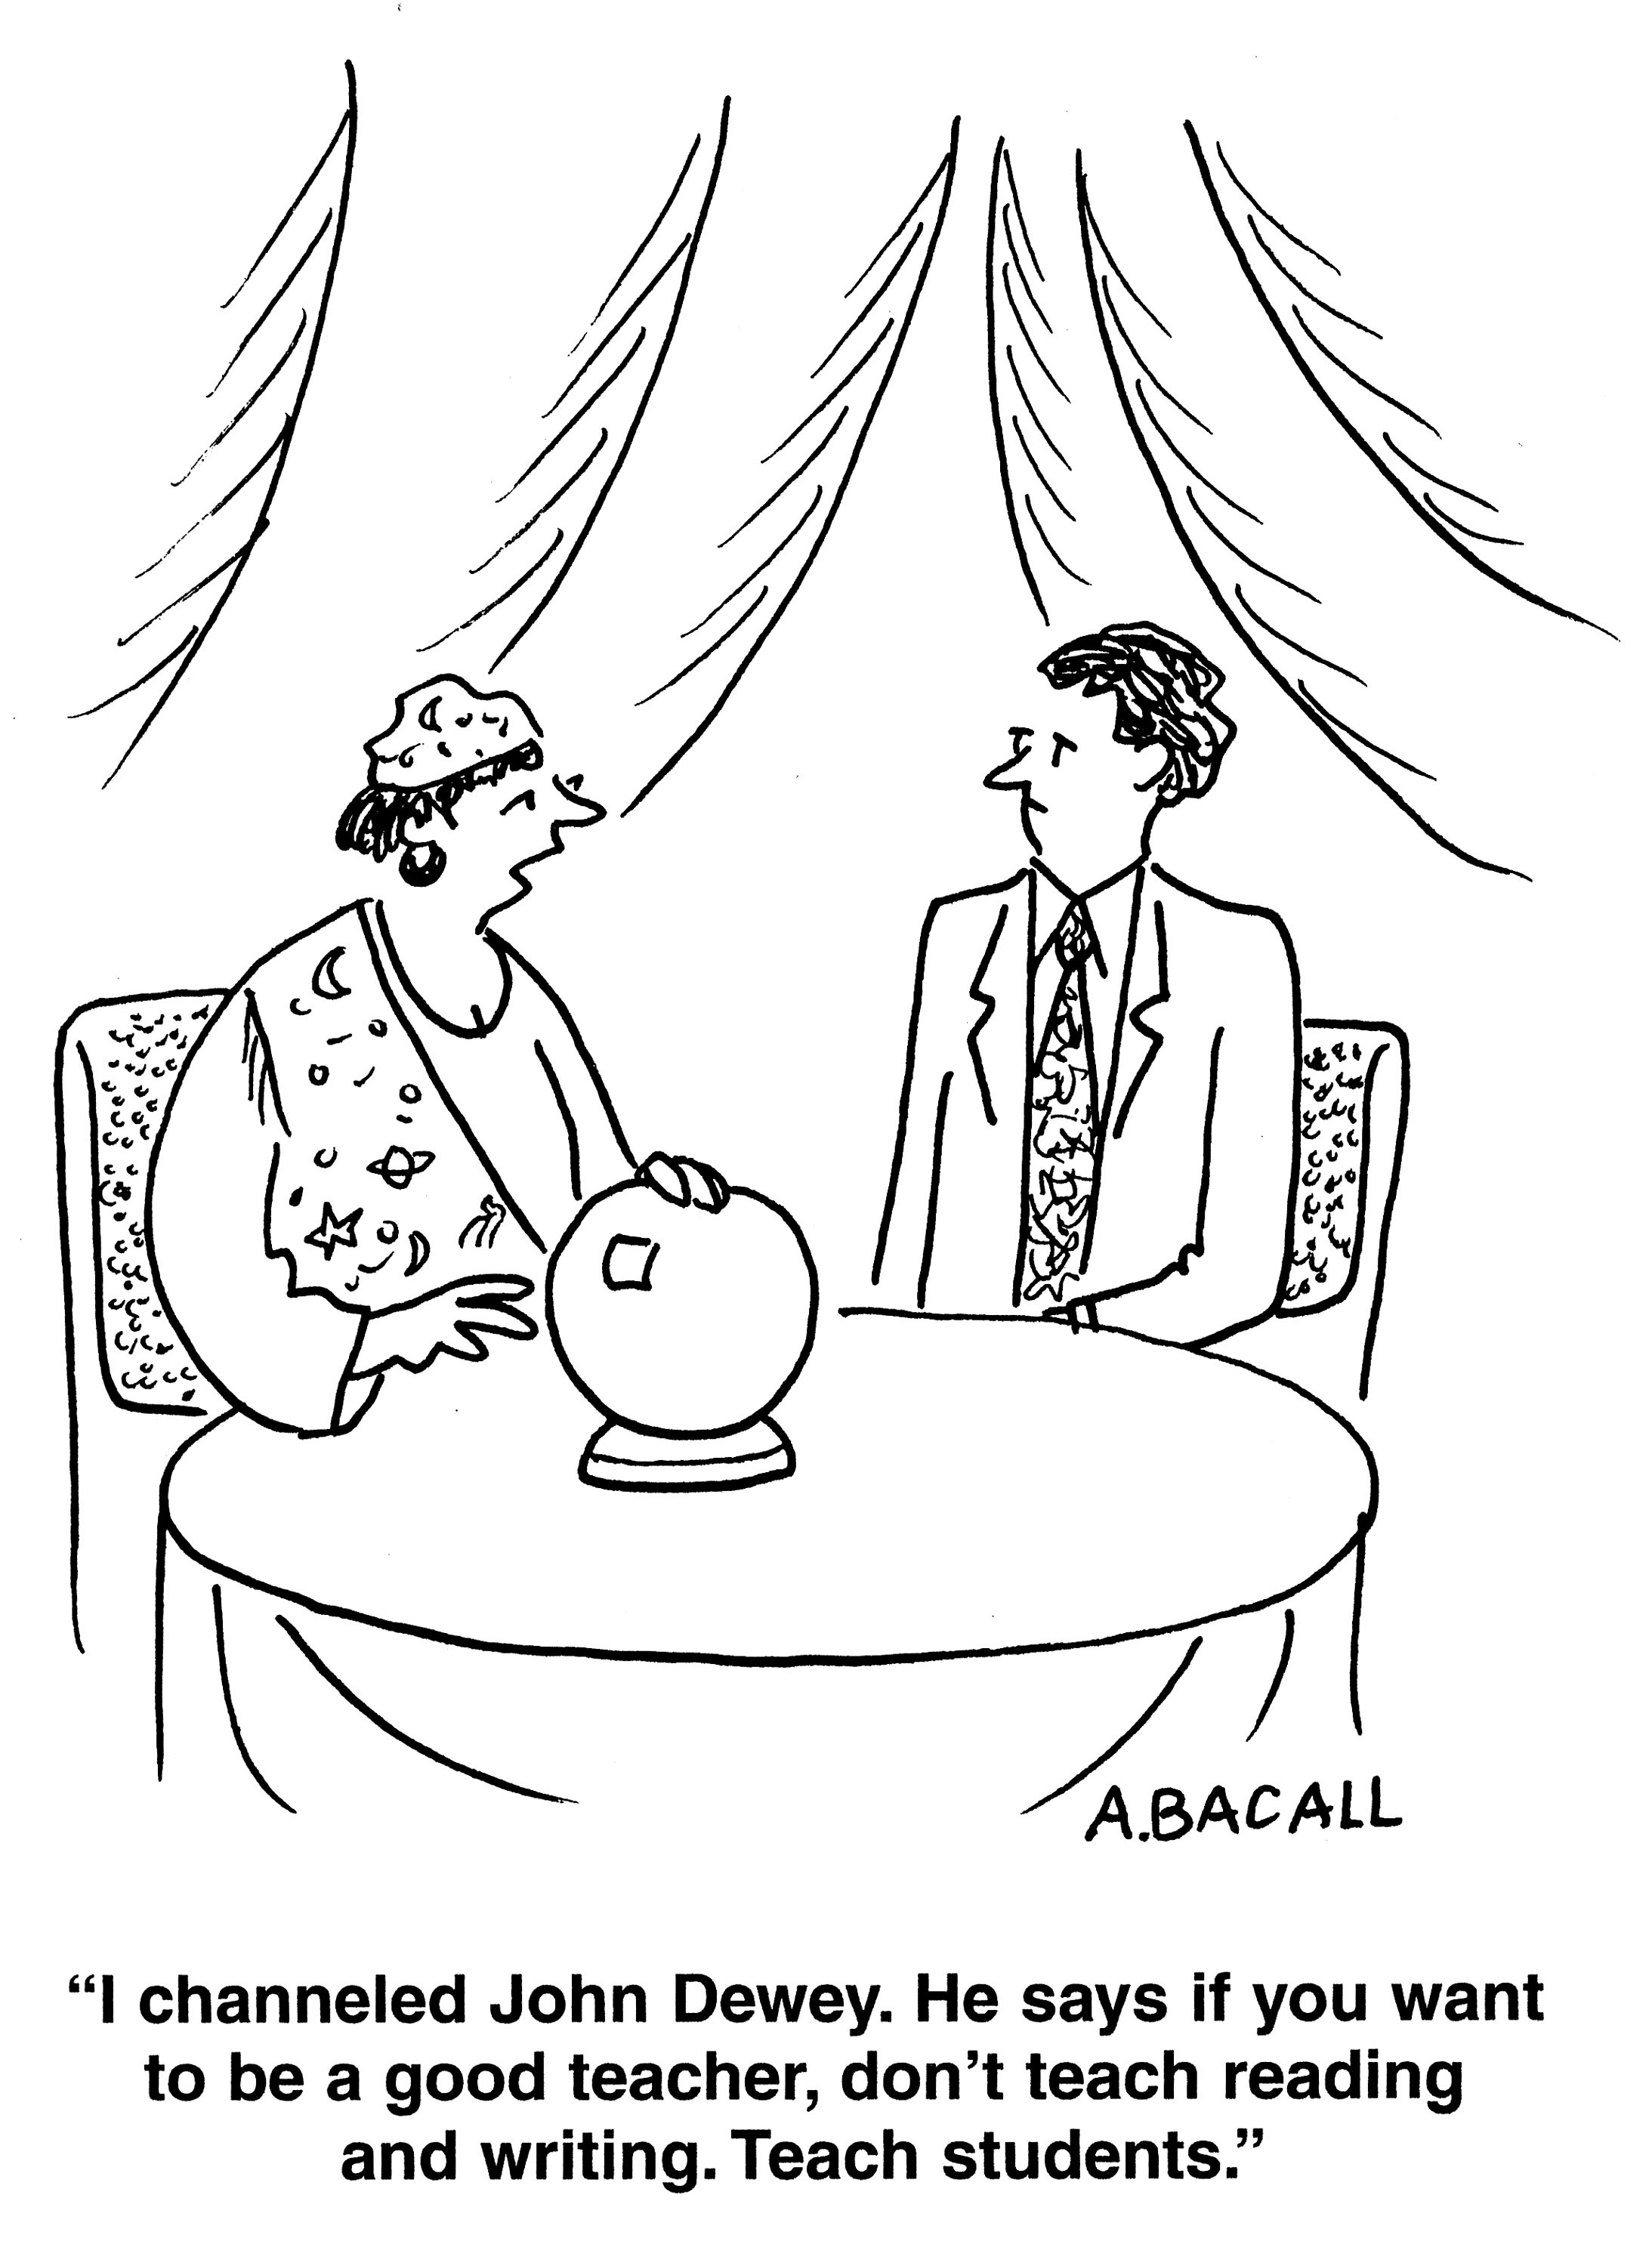 A.BACALL
“I channeled John Dewey. He says if you want
to be a good teacher, don’t teach reading
and writing. Teach students.”